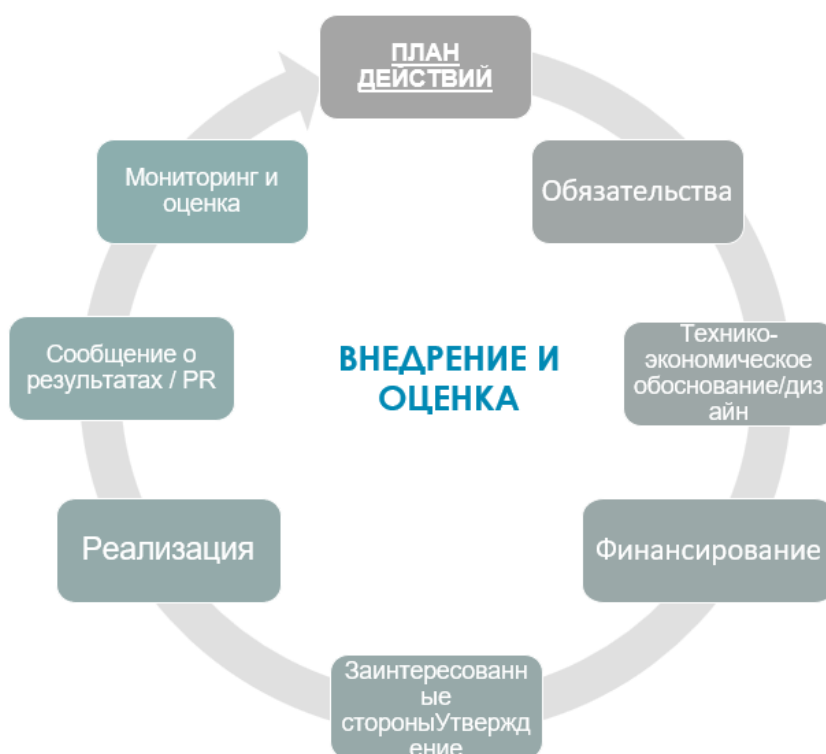 ПЛАН
ДЕЙСТВИЙ
Обязательства
Технико-
экономическое
обоснование/диз
айн
Финансирование
Заинтересованн
ые
стороныУтвержд
ение
Реализация
Сообщение о
результатах / PR
Мониторинг и
оценка
ВНЕДРЕНИЕ И
ОЦЕНКА